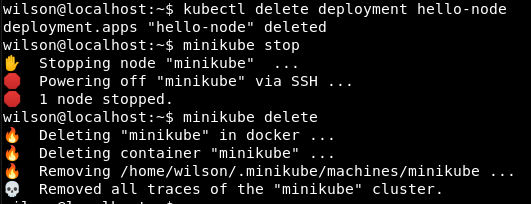 wilson@localhost:~$ kubectl delete deployment hello-node
deployment.apps "hello-node" deleted
wilson@localhost:~$ minikube stop
✋  Stopping node "minikube"  ...
🛑  Powering off "minikube" via SSH ...
🛑  1 node stopped.
wilson@localhost:~$ minikube delete
🔥  Deleting "minikube" in docker ...
🔥  Deleting container "minikube" ...
🔥  Removing /home/wilson/.minikube/machines/minikube ...
💀  Removed all traces of the "minikube" cluster.